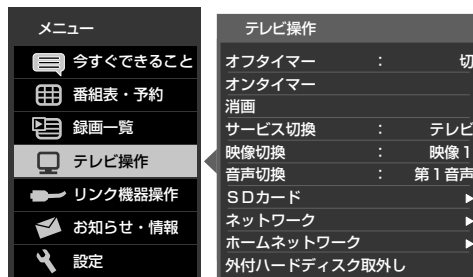 メニュー
今すぐできること
番組表・予約
録画一覧
テレビ操作
リンク機器操作
お知らせ・情報
設定
テレビ操作
オフタイマー : 切
オンタイマー
消画
サービス切換 : テレビ
映像切換 : 映像1
音声切換 : 第1音声
SDカード
ネットワーク
ホームネットワーク
外付ハードディスク取外し